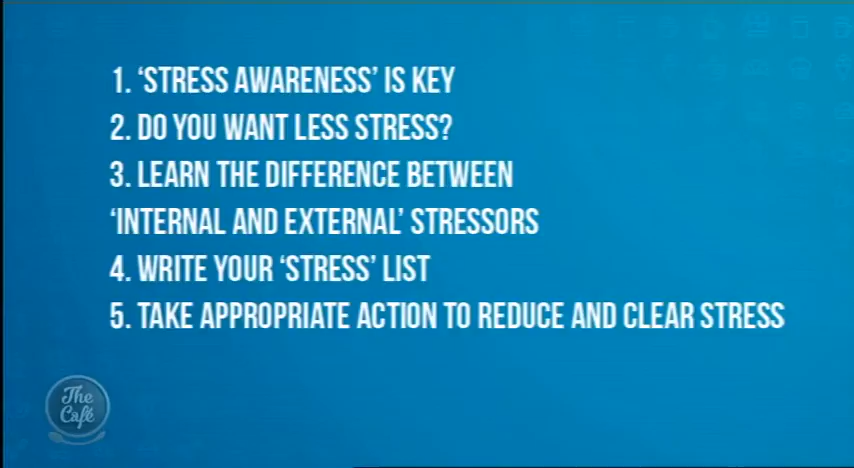 1. ‘STRESS AWARENESS’ IS KEY
2. DO YOU WANT LESS STRESS?
3. LEARN THE DIFFERENCE BETWEEN
‘INTERNAL AND EXTERNAL’ STRESSORS
4. WRITE YOUR ‘STRESS’ LIST
5. TAKE APPROPRIATE ACTION TO REDUCE AND CLEAR STRESS
The
Café